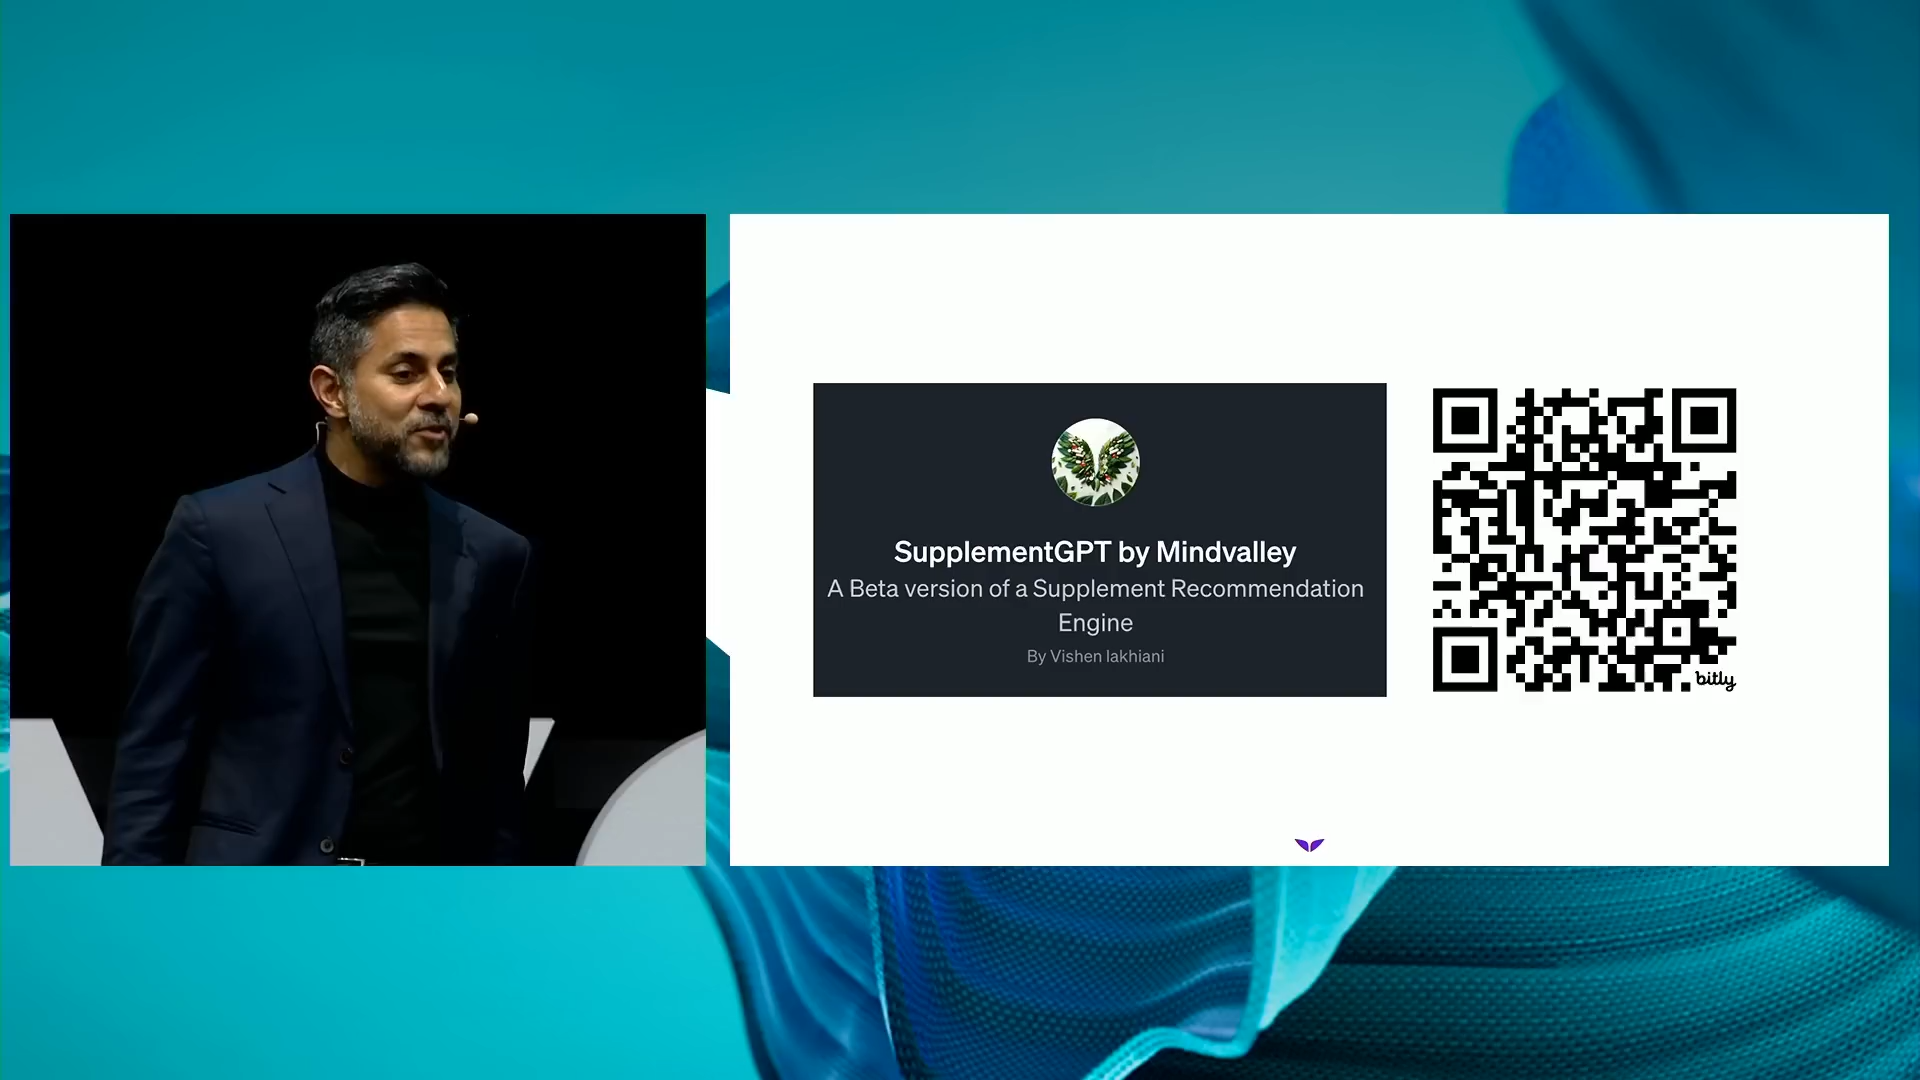 SupplementGPT by Mindvalley
A Beta version of a Supplement Recommendation
Engine
By Vishen lakhiani
bitly